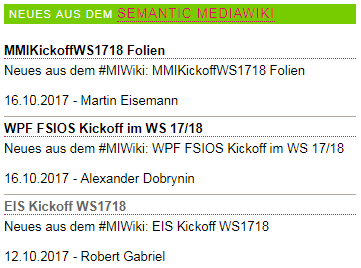 NEUES AUS DEM SEMANTIC MEDIAWIKI
MMIKickoffWS1718 Folien
Neues aus dem #MIWiki: MMIKickoffWS1718 Folien
16.10.2017 - Martin Eisemann
WPF FSIOS Kickoff im WS 17/18
Neues aus dem #MIWiki: WPF FSIOS Kickoff im WS 17/18
16.10.2017 - Alexander Dobrynin
EIS Kickoff WS1718
Neues aus dem #MIWiki: EIS Kickoff WS1718
12.10.2017 - Robert Gabriel